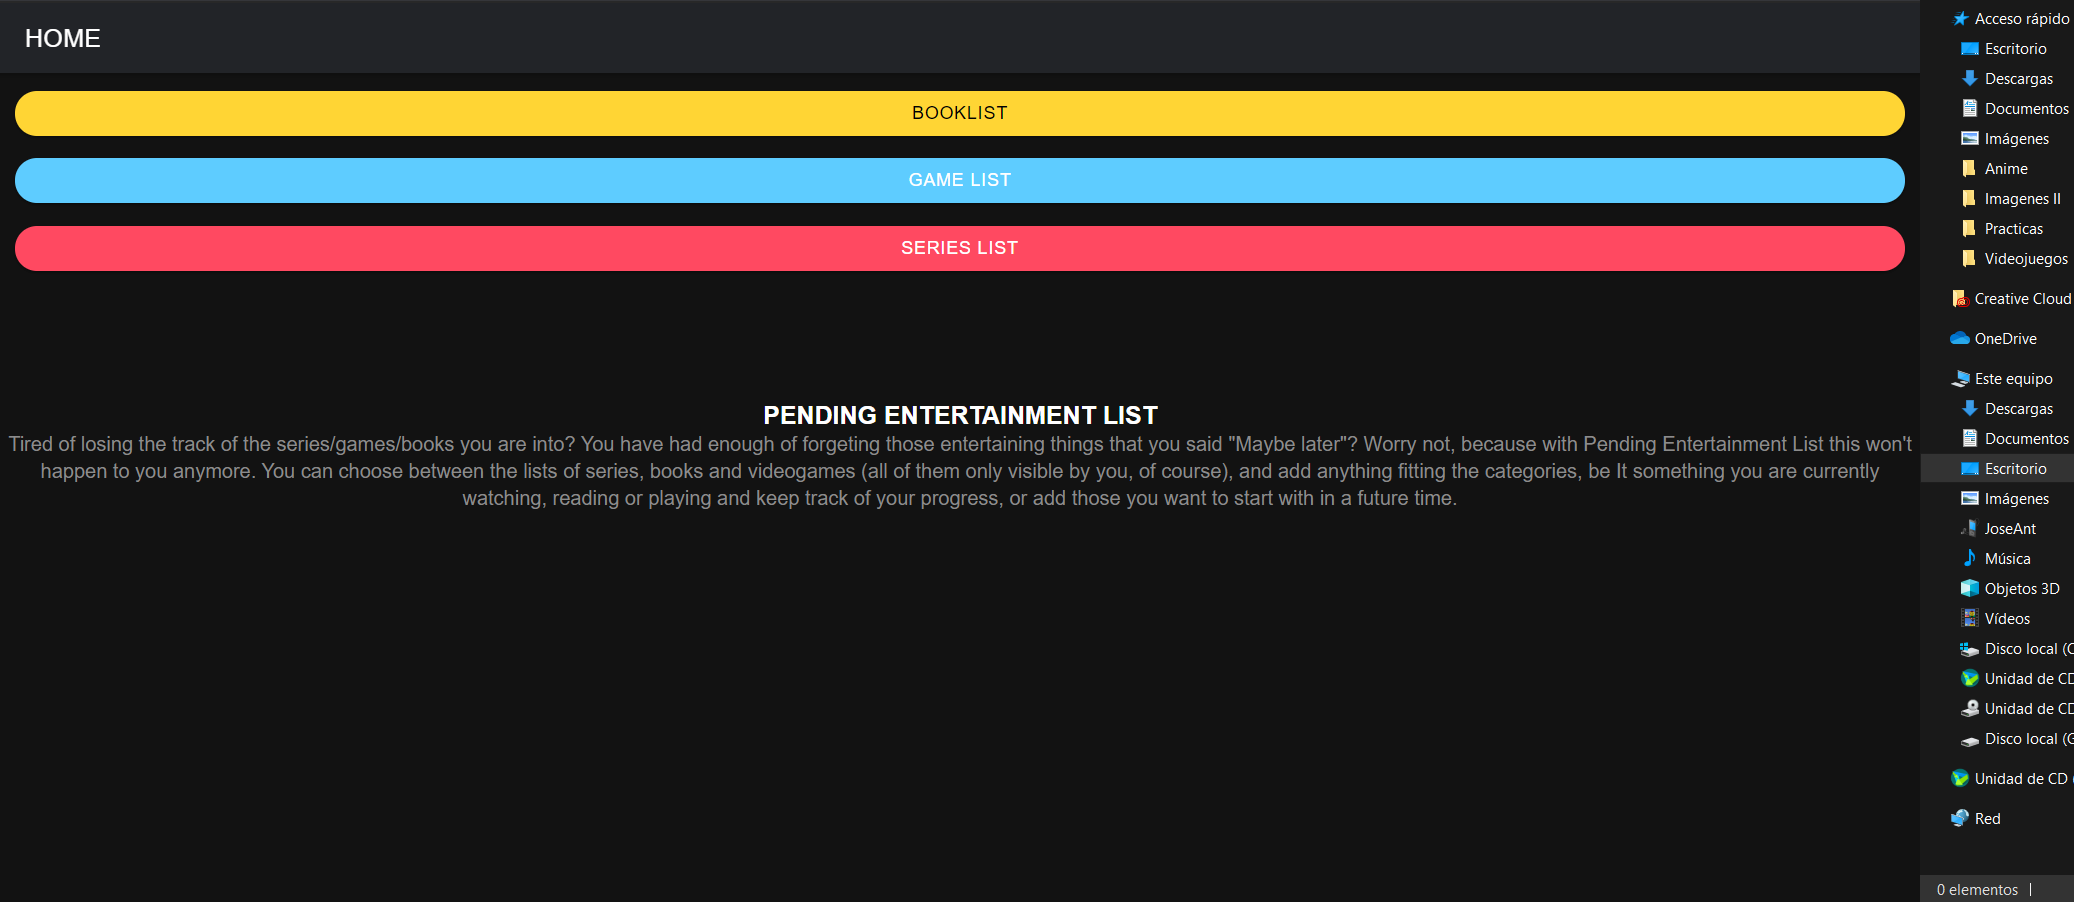 HOME
BOOKLIST
GAME LIST
SERIES LIST
PENDING ENTERTAINMENT LIST
Tired of losing the track of the series/games/books you are into? You have had enough of forgeting those entertaining things that you said "Maybe later"? Worry not, because with Pending Entertainment List this won't
happen to you anymore. You can choose between the lists of series, books and videogames (all of them only visible by you, of course), and add anything fitting the categories, be It something you are currently
watching, reading or playing and keep track of your progress, or add those you want to start with in a future time.
Acceso rápido
Escritorio
Descargas
Documentos
Imágenes
Anime
Imagenes II
Practicas
Videojuegos
Creative Cloud
OneDrive
Este equipo
Descargas
Documentos
Escritorio
Imágenes
JoseAnt
Música
Objetos 3D
Vídeos
Disco local (C
Unidad de CD
Unidad de CD
Disco local (G
Unidad de CD (
Red
0 elementos